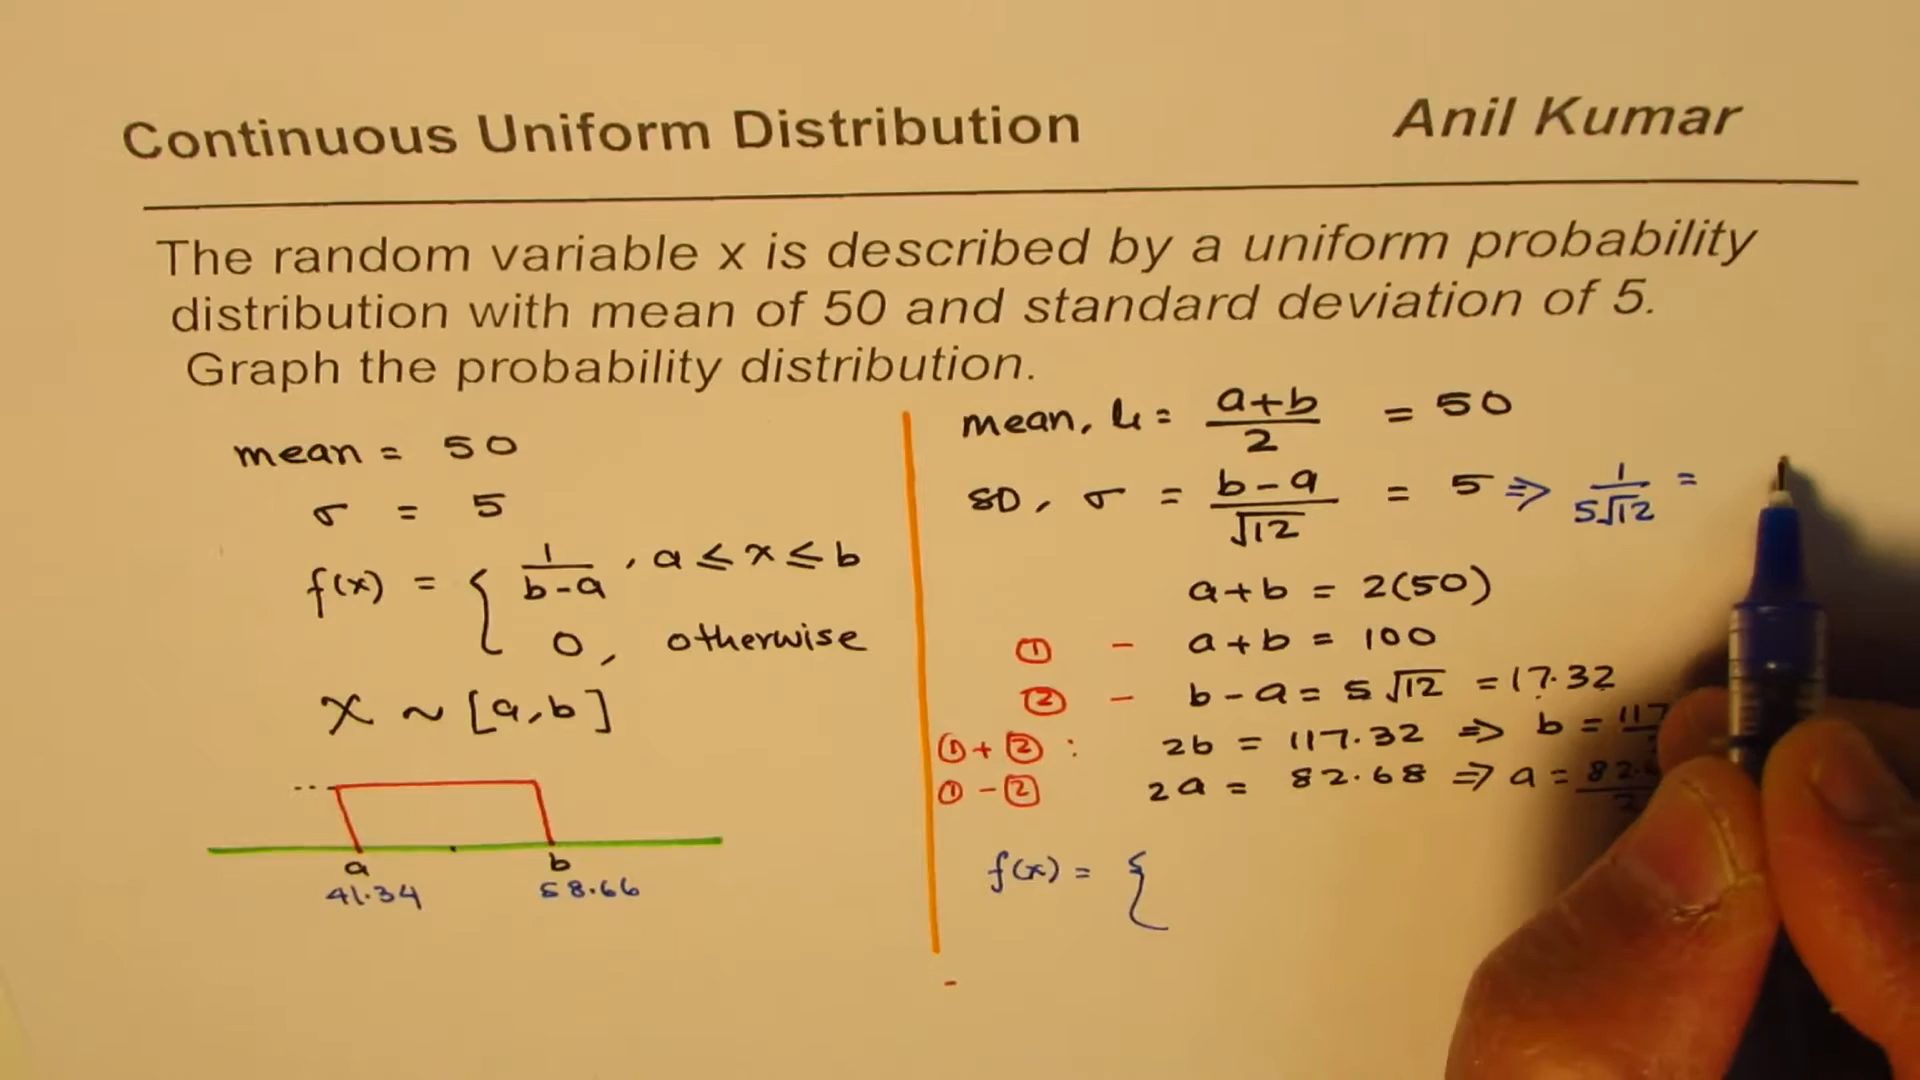 Continuous Uniform Distribution
Anil Kumar
The random variable x is described by a uniform probability
distribution with mean of 50 and standard deviation of 5.
Graph the probability distribution.
mean = 50
σ = 5
f(x) = { 1/(b-a) , a ≤ x ≤ b
0, otherwise
X ~ [a,b]
a b
41.34 58.66
mean, μ = (a+b)/2 = 50
SD, σ = (b-a)/√12 = 5 ⇒ 1/(5√12) =
a+b = 2(50)
① - a+b = 100
② - b-a = 5√12 = 17.32
①+②: 2b = 117.32 ⇒ b =
①-② 2a = 82.68 ⇒ a =
f(x) = {